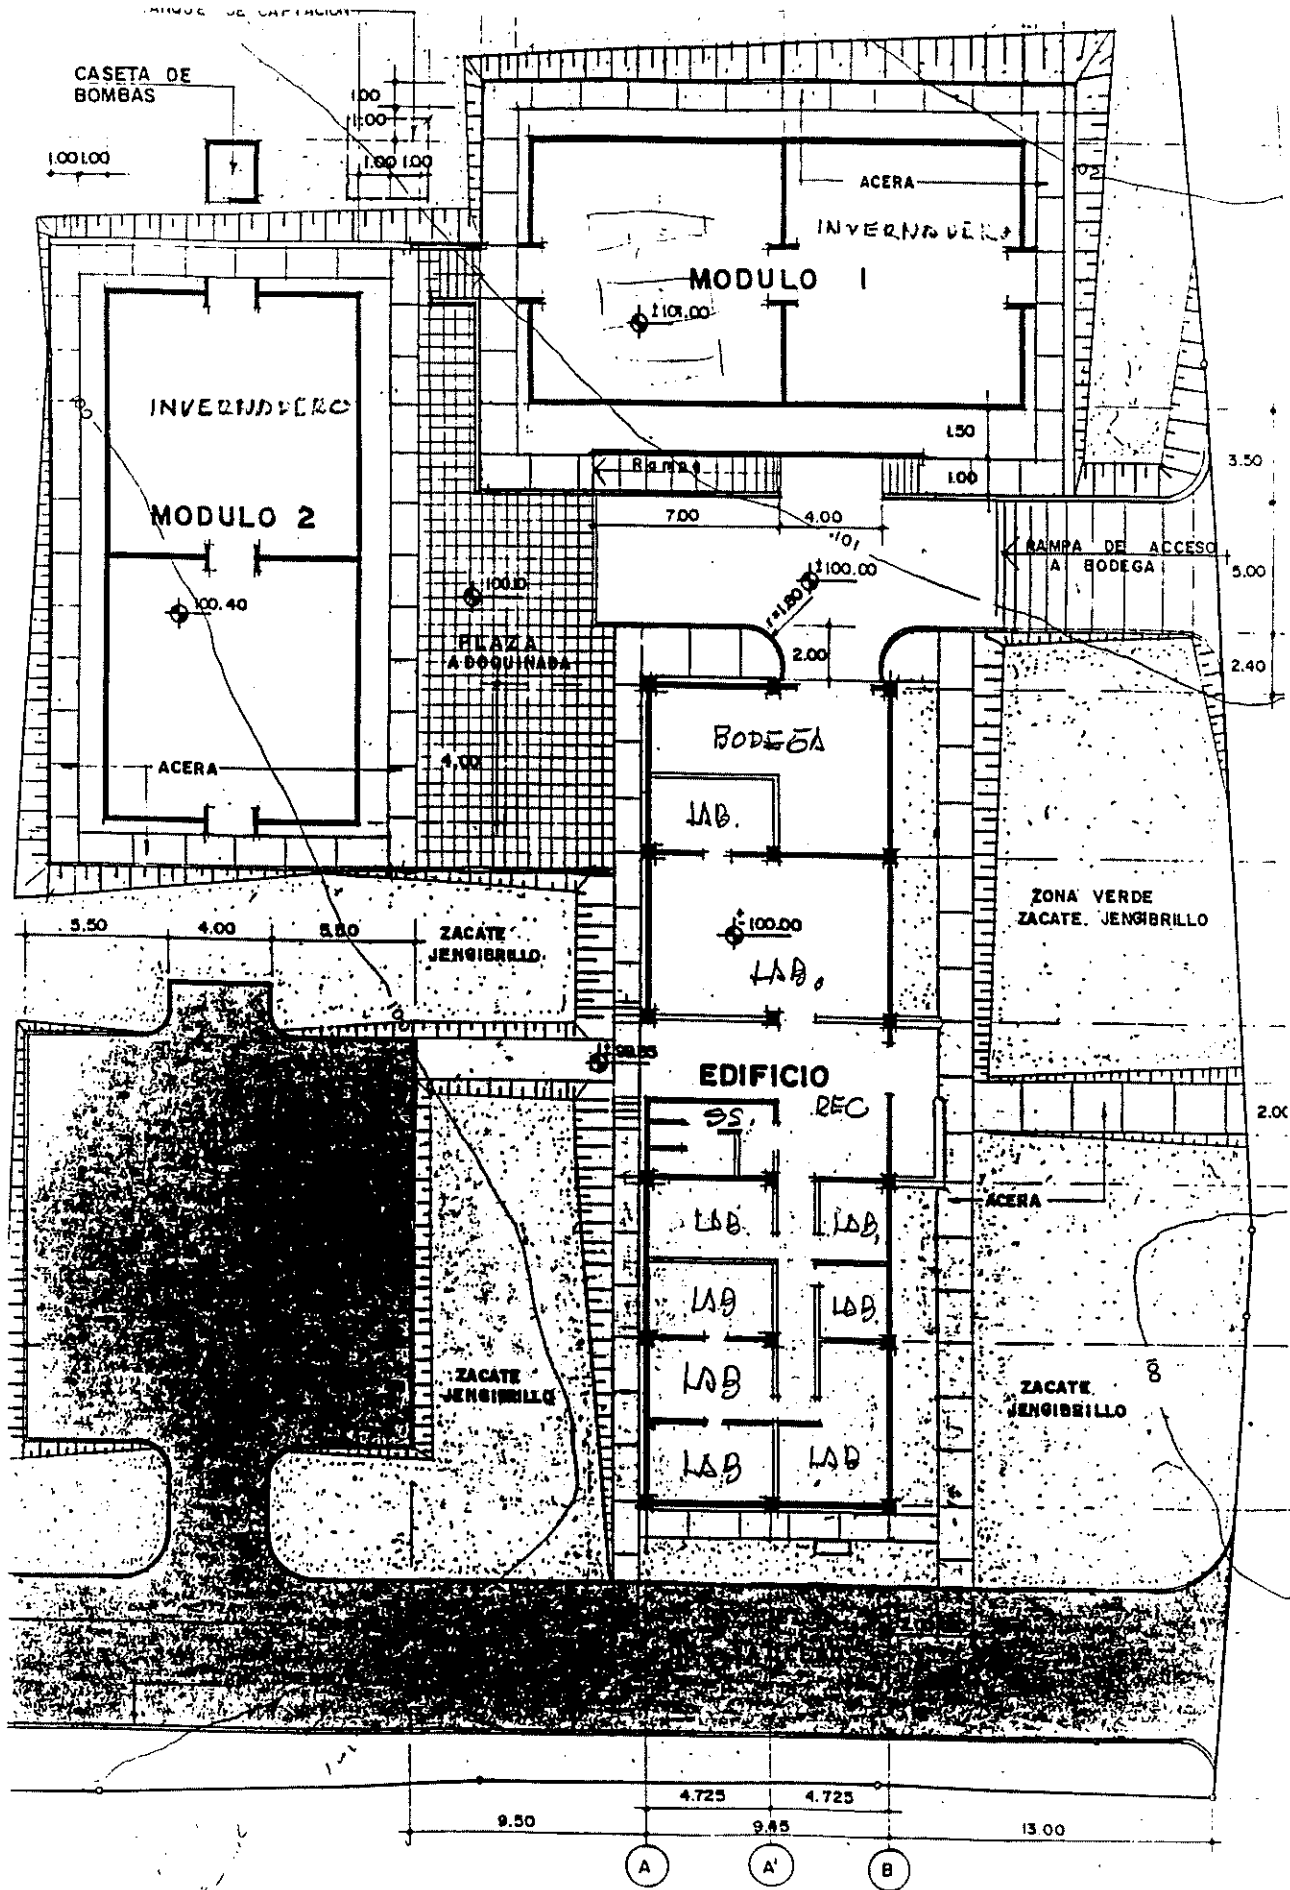 CASETA DE
BOMBAS
1.00
1.00
1.00 1.00
1.00 1.00
ACERA
INVERNADERO
MODULO 1
±101.00
INVERNADERO
MODULO 2
100.40
ACERA
1.50
1.00
3.50
Rampa
7.00
4.00
101
RAMPA DE ACCESO
A BODEGA
5.00
±100.00
r=1.80
2.00
2.40
100.10
PLAZA
ADOQUINADA
4.00
BODEGA
LAB.
±100.00
LAB.
ZONA VERDE
ZACATE JENGIBRILLO
5.50
4.00
5.50
ZACATE
JENGIBRILLO
100
EDIFICIO
REC
SS.
2.00
ACERA
LAB.
LAB.
LAB
LAB
LAB
LAB
LAB
ZACATE
JENGIBRILLO
ZACATE
JENGIBRILLO
4.725
4.725
9.50
9.45
13.00
A
A'
B